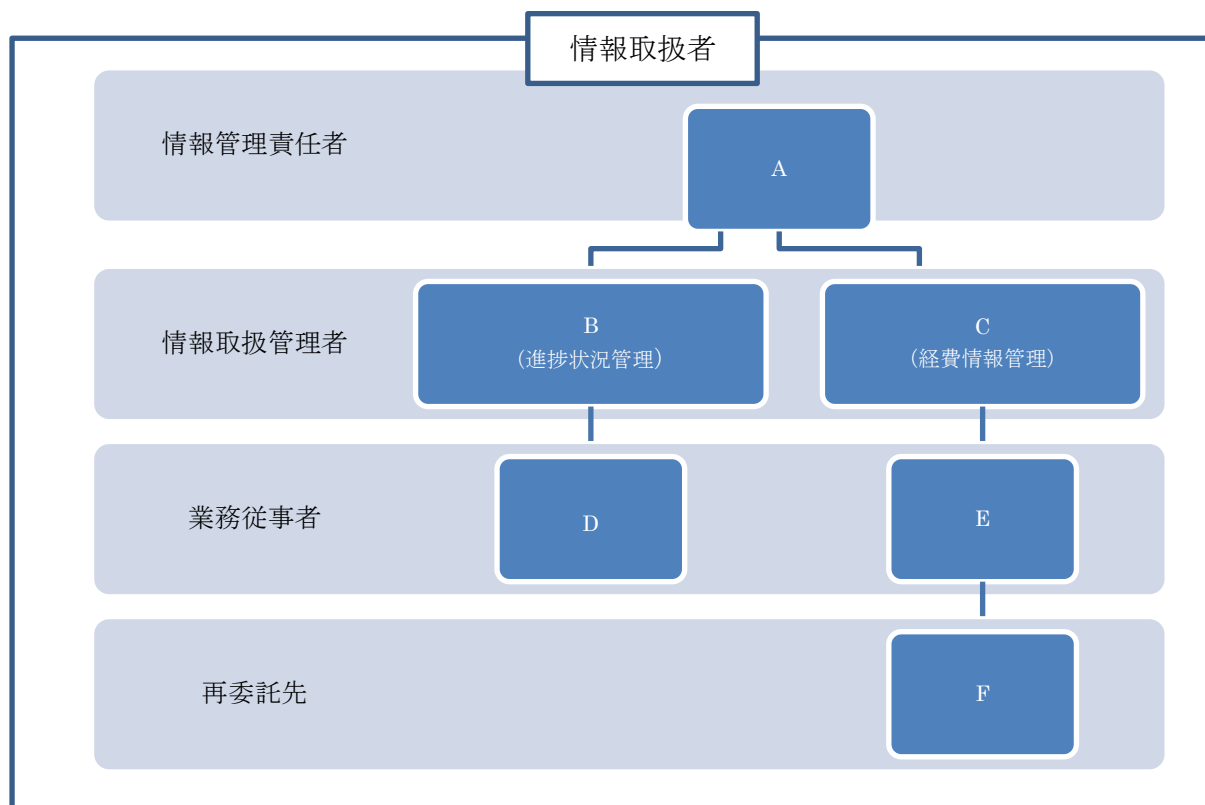 情報取扱者
情報管理責任者
A
情報取扱管理者
B
（進捗状況管理）
C
（経費情報管理）
業務従事者
D
E
再委託先
F